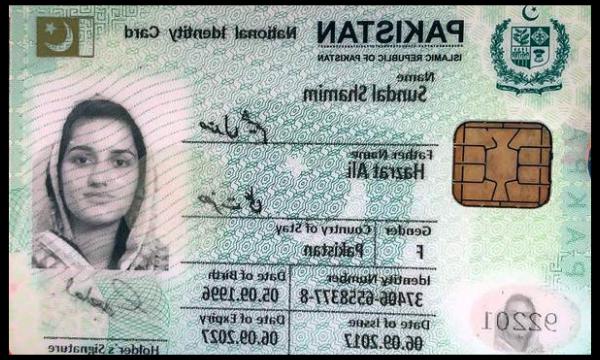 PAKISTAN National Identity Card
ISLAMIC REPUBLIC OF PAKISTAN
Name
Sundal Shamim
Father Name
Hazrat Ali
Gender Country of Stay
F Pakistan
Identity Number Date of Birth
37406-6558377-8 05.09.1996
Date of Issue Date of Expiry
06.09.2017 06.09.2027
Holder's Signature